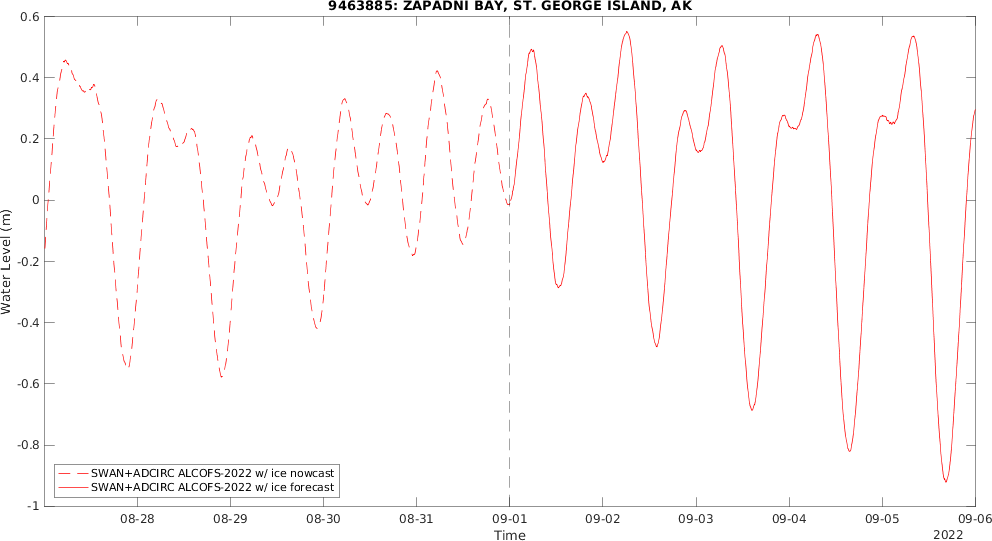 9463885: ZAPADNI BAY, ST. GEORGE ISLAND, AK
0.6
0.4
0.2
0
-0.2
-0.4
-0.6
-0.8
-1
Water Level (m)
SWAN+ADCIRC ALCOFS-2022 w/ ice nowcast
SWAN+ADCIRC ALCOFS-2022 w/ ice forecast
08-28 08-29 08-30 08-31 09-01 09-02 09-03 09-04 09-05 09-06
Time
2022